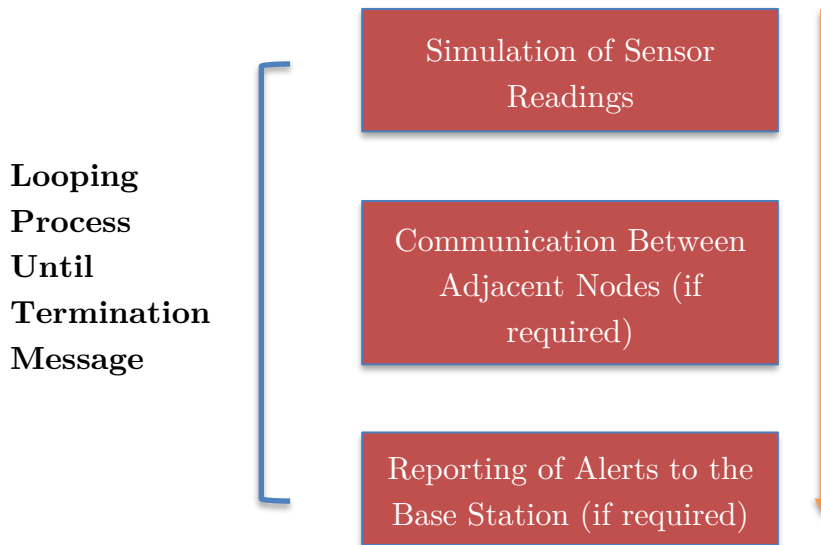 Simulation of Sensor
Readings
Looping
Process
Until
Termination
Message
Communication Between
Adjacent Nodes (if
required)
Reporting of Alerts to the
Base Station (if required)